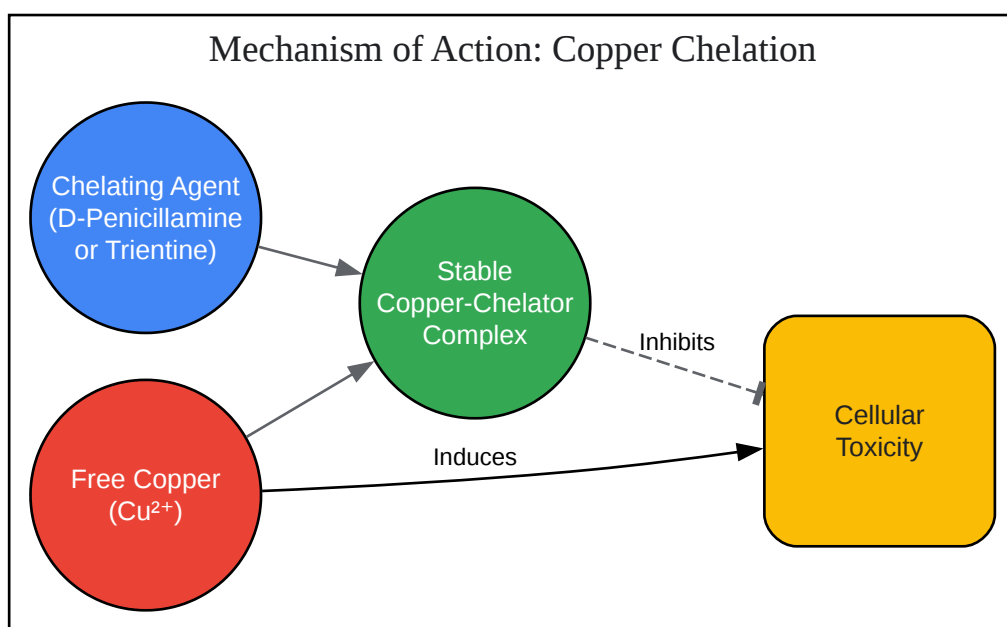 Mechanism of Action: Copper Chelation
Chelating Agent
(D-Penicillamine
or Trientine)
Stable
Copper-Chelator
Complex
Inhibits
Cellular
Toxicity
Induces
Free Copper
(Cu²⁺)